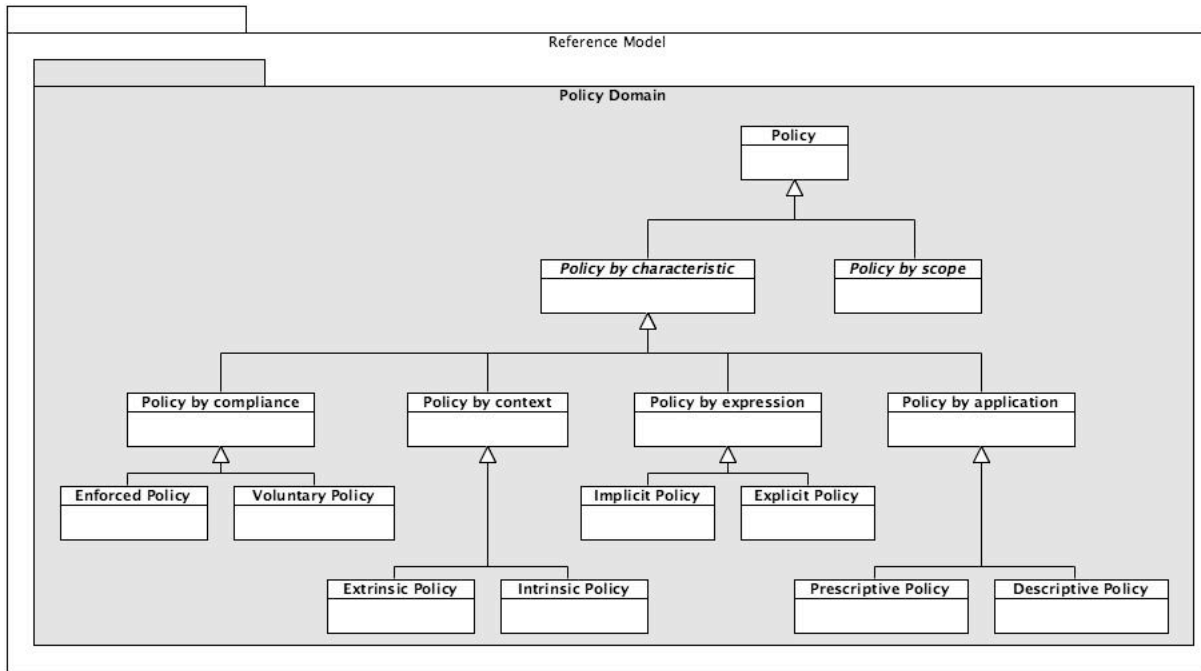 Reference Model
Policy Domain
Policy
Policy by characteristic
Policy by scope
Policy by compliance
Policy by context
Policy by expression
Policy by application
Enforced Policy
Voluntary Policy
Implicit Policy
Explicit Policy
Extrinsic Policy
Intrinsic Policy
Prescriptive Policy
Descriptive Policy